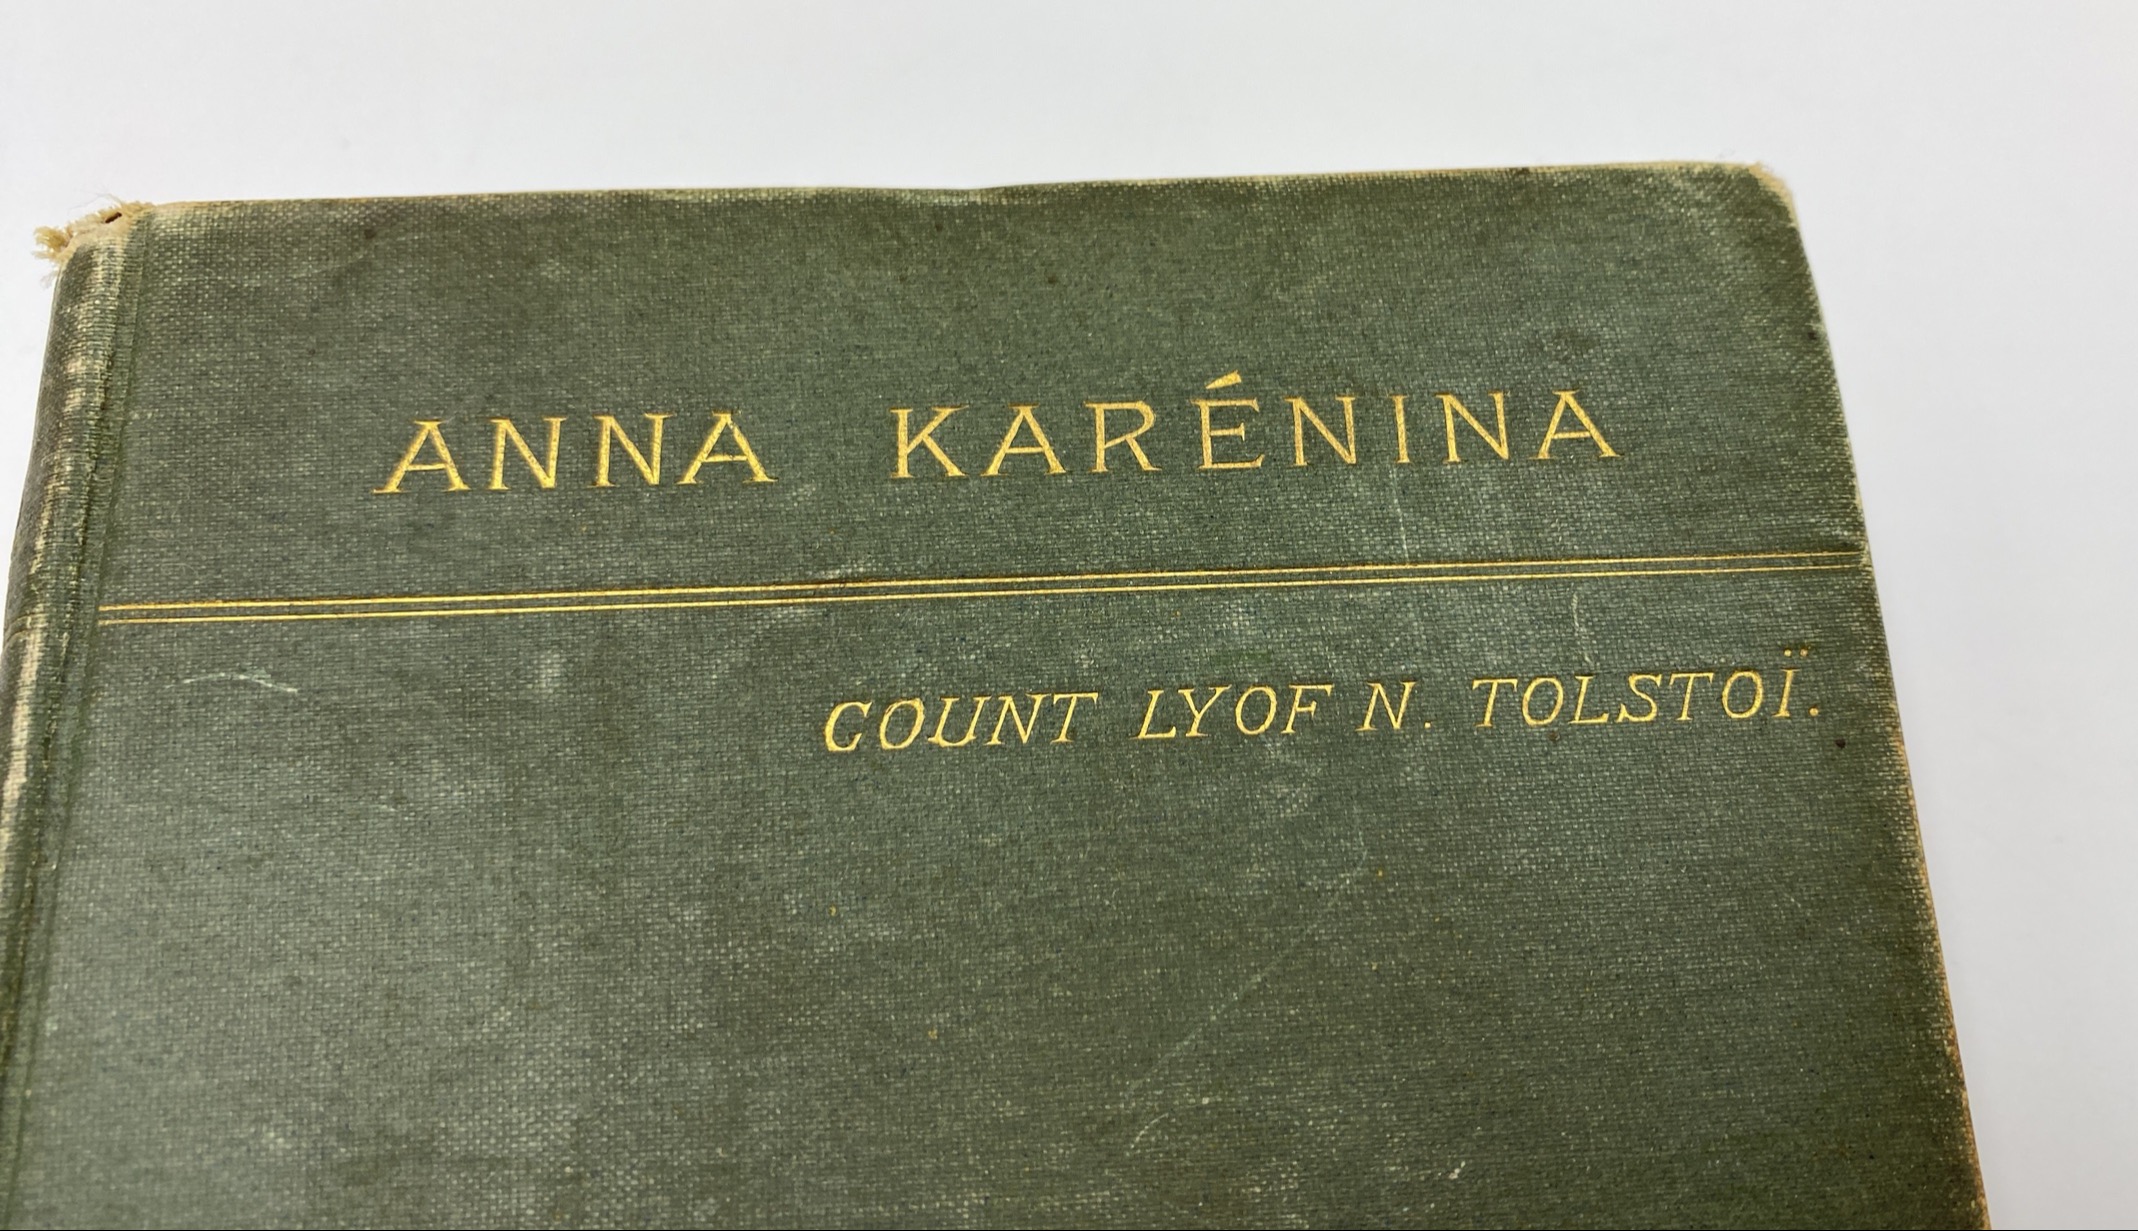 ANNA KARÉNINA
COUNT LYOF N. TOLSTOÏ.